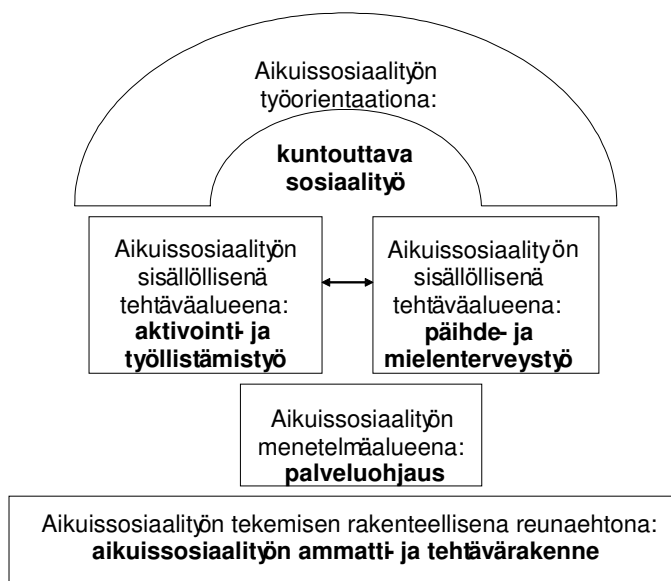 Aikuissosiaalityön
työorientaationa:
kuntouttava
sosiaalityö
Aikuissosiaalityön
sisällöllisenä
tehtäväalueena:
aktivointi- ja
työllistämistyö
Aikuissosiaalityön
sisällöllisenä
tehtäväalueena:
päihde- ja
mielenterveystyö
Aikuissosiaalityön
menetelmäalueena:
palveluohjaus
Aikuissosiaalityön tekemisen rakenteellisena reunaehtona:
aikuissosiaalityön ammatti- ja tehtävärakenne